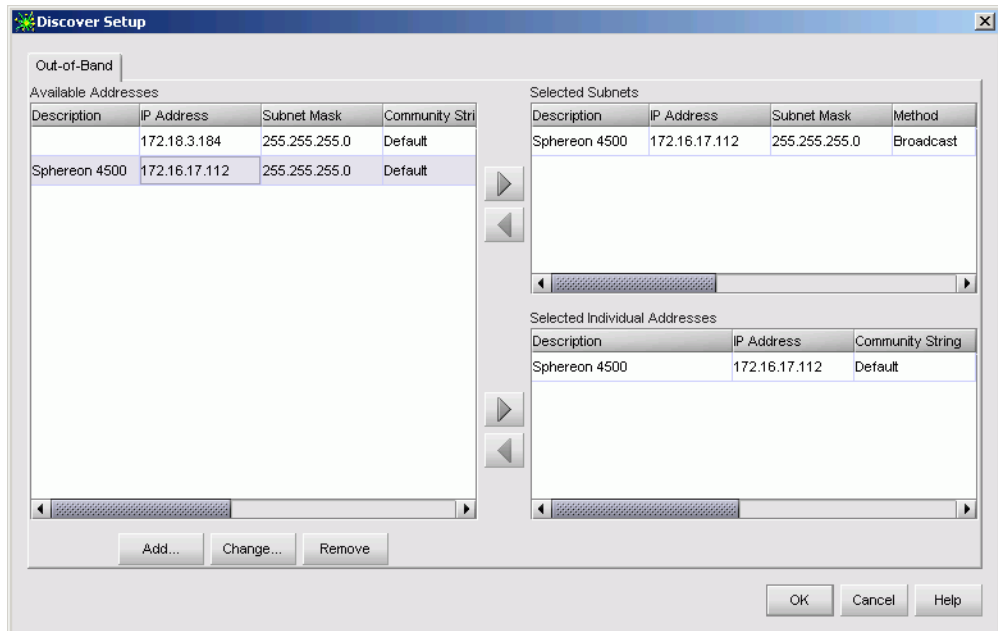 Discover Setup
Out-of-Band
Available Addresses
Description IP Address Subnet Mask Community Stri
172.18.3.184 255.255.255.0 Default
Sphereon 4500 172.16.17.112 255.255.255.0 Default
Selected Subnets
Description IP Address Subnet Mask Method
Sphereon 4500 172.16.17.112 255.255.255.0 Broadcast
Selected Individual Addresses
Description IP Address Community String
Sphereon 4500 172.16.17.112 Default
Add... Change... Remove
OK Cancel Help